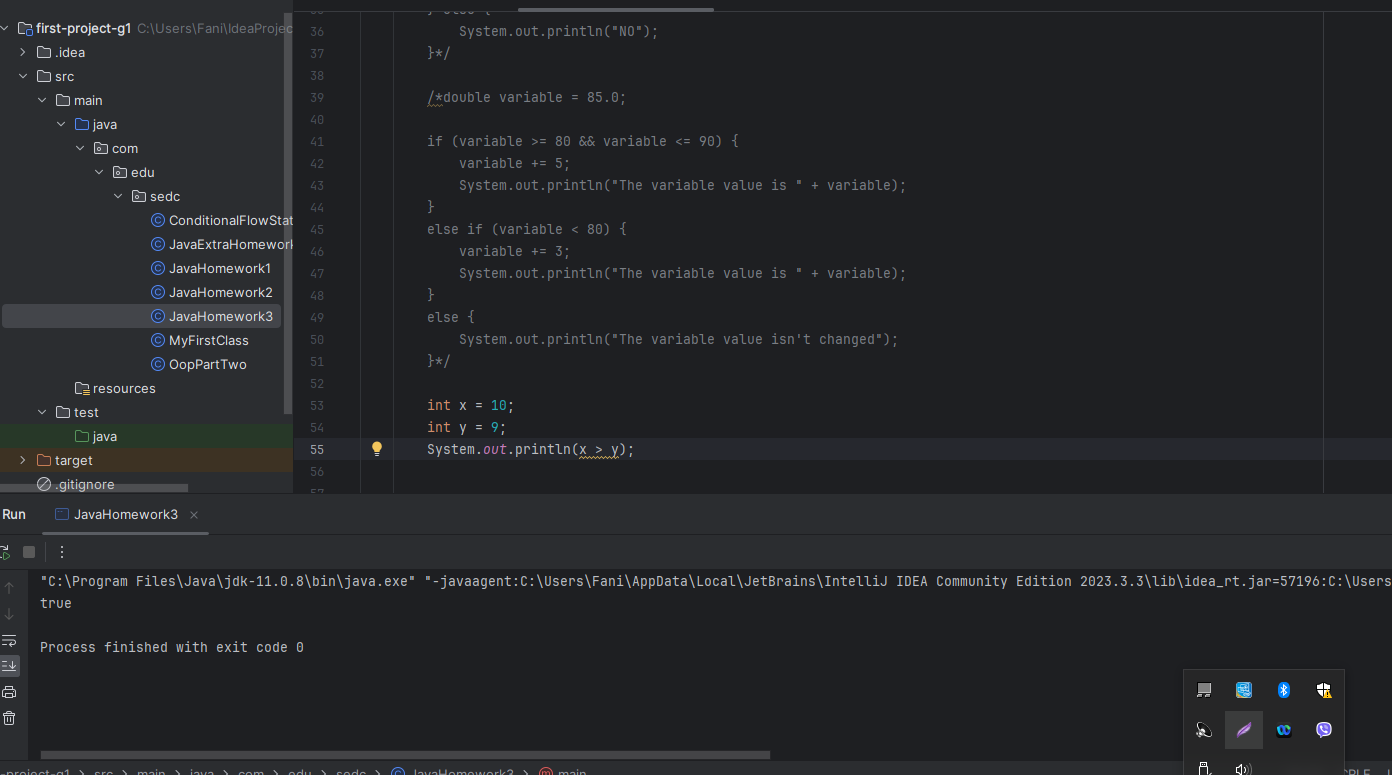 first-project-g1 C:\Users\Fani\IdeaProjec
.idea
src
main
java
com
edu
sedc
ConditionalFlowStat
JavaExtraHomework
JavaHomework1
JavaHomework2
JavaHomework3
MyFirstClass
OopPartTwo
resources
test
java
target
.gitignore
35 } else {
36 System.out.println("NO");
37 }*/
38
39 /*double variable = 85.0;
40
41 if (variable >= 80 && variable <= 90) {
42 variable += 5;
43 System.out.println("The variable value is " + variable);
44 }
45 else if (variable < 80) {
46 variable += 3;
47 System.out.println("The variable value is " + variable);
48 }
49 else {
50 System.out.println("The variable value isn't changed");
51 }*/
52
53 int x = 10;
54 int y = 9;
55 System.out.println(x > y);
56
57
Run JavaHomework3
"C:\Program Files\Java\jdk-11.0.8\bin\java.exe" "-javaagent:C:\Users\Fani\AppData\Local\JetBrains\IntelliJ IDEA Community Edition 2023.3.3\lib\idea_rt.jar=57196:C:\Users
true
Process finished with exit code 0
-project-g1 > src > main > java > com > edu > sedc > JavaHomework3 > main